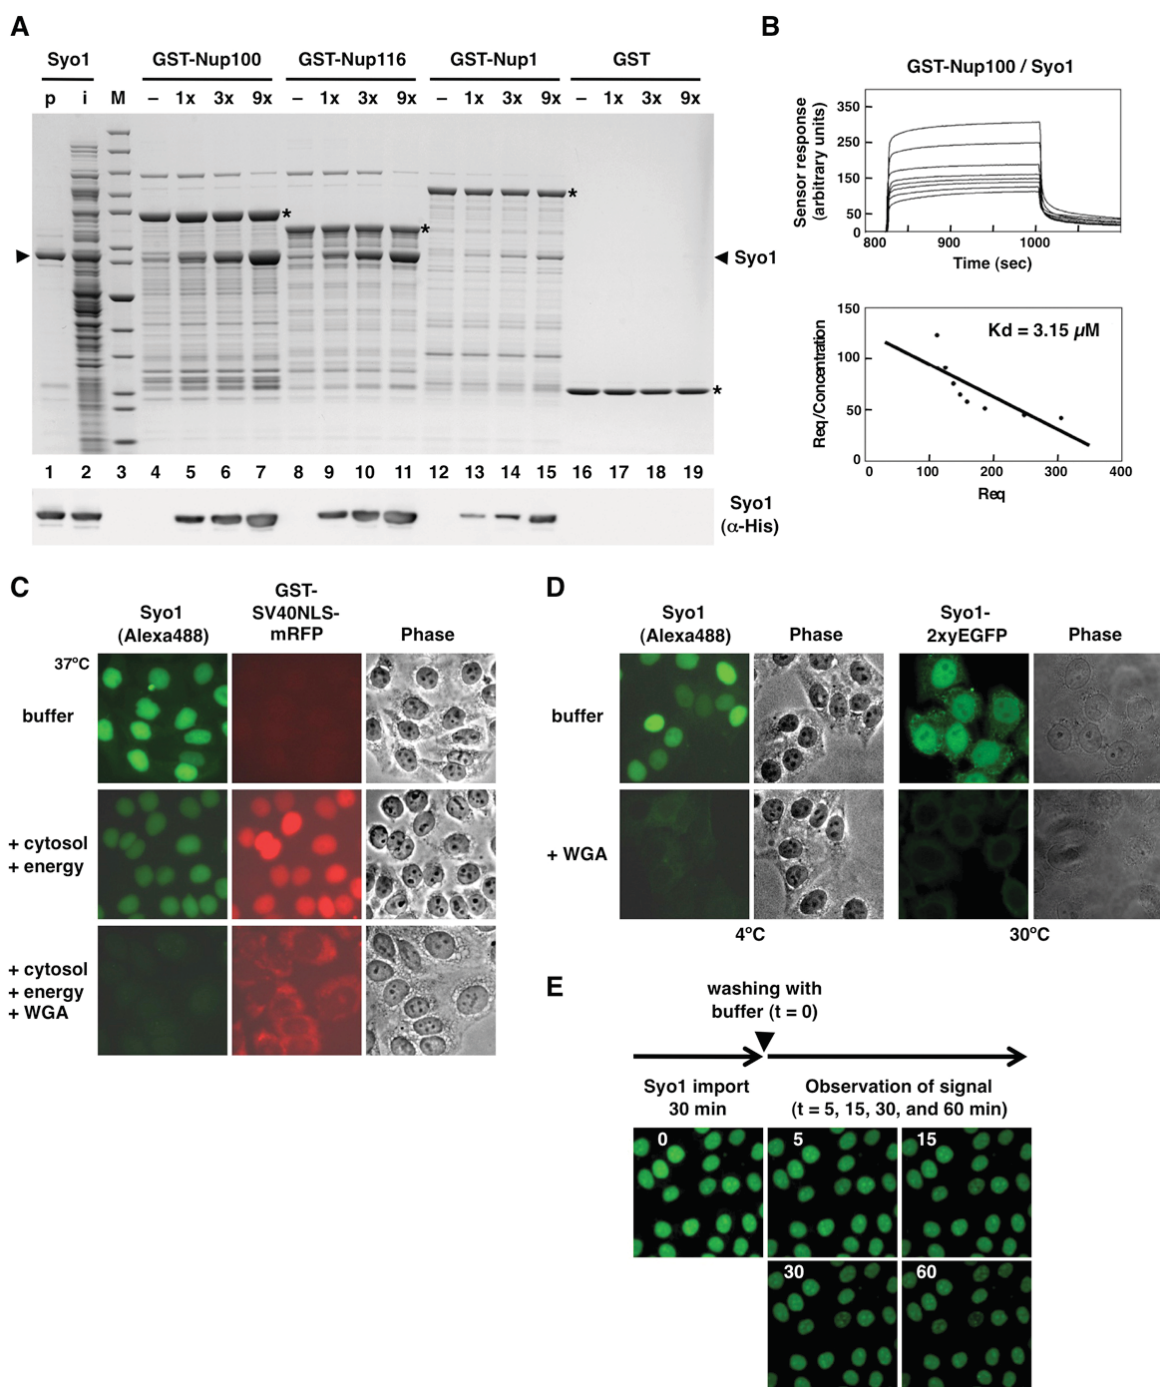 A
Syo1 GST-Nup100 GST-Nup116 GST-Nup1 GST
p i M – 1x 3x 9x – 1x 3x 9x – 1x 3x 9x – 1x 3x 9x
*
*
*
Syo1
*
1 2 3 4 5 6 7 8 9 10 11 12 13 14 15 16 17 18 19
Syo1
(α-His)
B
GST-Nup100 / Syo1
Sensor response
(arbitrary units)
350
250
150
50
0
800 900 1000
Time (sec)
Req/Concentration
150
100
50
0
Kd = 3.15 µM
0 100 200 300 400
Req
C
Syo1
(Alexa488)
GST-
SV40NLS-
mRFP
Phase
37ºC
buffer
+ cytosol
+ energy
+ cytosol
+ energy
+ WGA
D
Syo1
(Alexa488)
Phase
Syo1-
2xyEGFP
Phase
buffer
+ WGA
4ºC 30ºC
E
washing with
buffer (t = 0)
Syo1 import
30 min
Observation of signal
(t = 5, 15, 30, and 60 min)
0 5 15
30 60